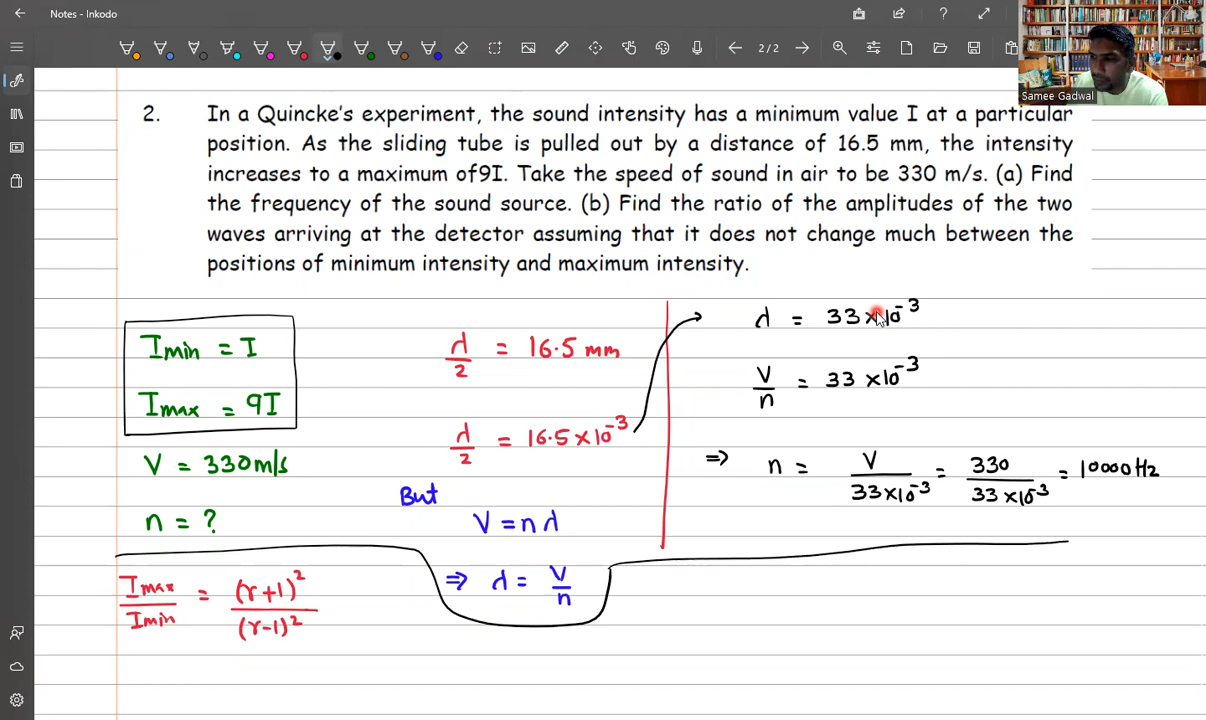 Notes - Inkodo
2/2
Samee Gadwal
2. In a Quincke's experiment, the sound intensity has a minimum value I at a particular
position. As the sliding tube is pulled out by a distance of 16.5 mm, the intensity
increases to a maximum of9I. Take the speed of sound in air to be 330 m/s. (a) Find
the frequency of the sound source. (b) Find the ratio of the amplitudes of the two
waves arriving at the detector assuming that it does not change much between the
positions of minimum intensity and maximum intensity.
Imin = I
Imax = 9I
V = 330m/s
n = ?
λ/2 = 16.5 mm
λ/2 = 16.5 × 10⁻³
But
V = n λ
⇒ λ = V/n
λ = 33 × 10⁻³
V/n = 33 × 10⁻³
⇒ n = V/33×10⁻³ = 330/33×10⁻³ = 10000Hz
Imax/Imin = (r+1)²/(r-1)²